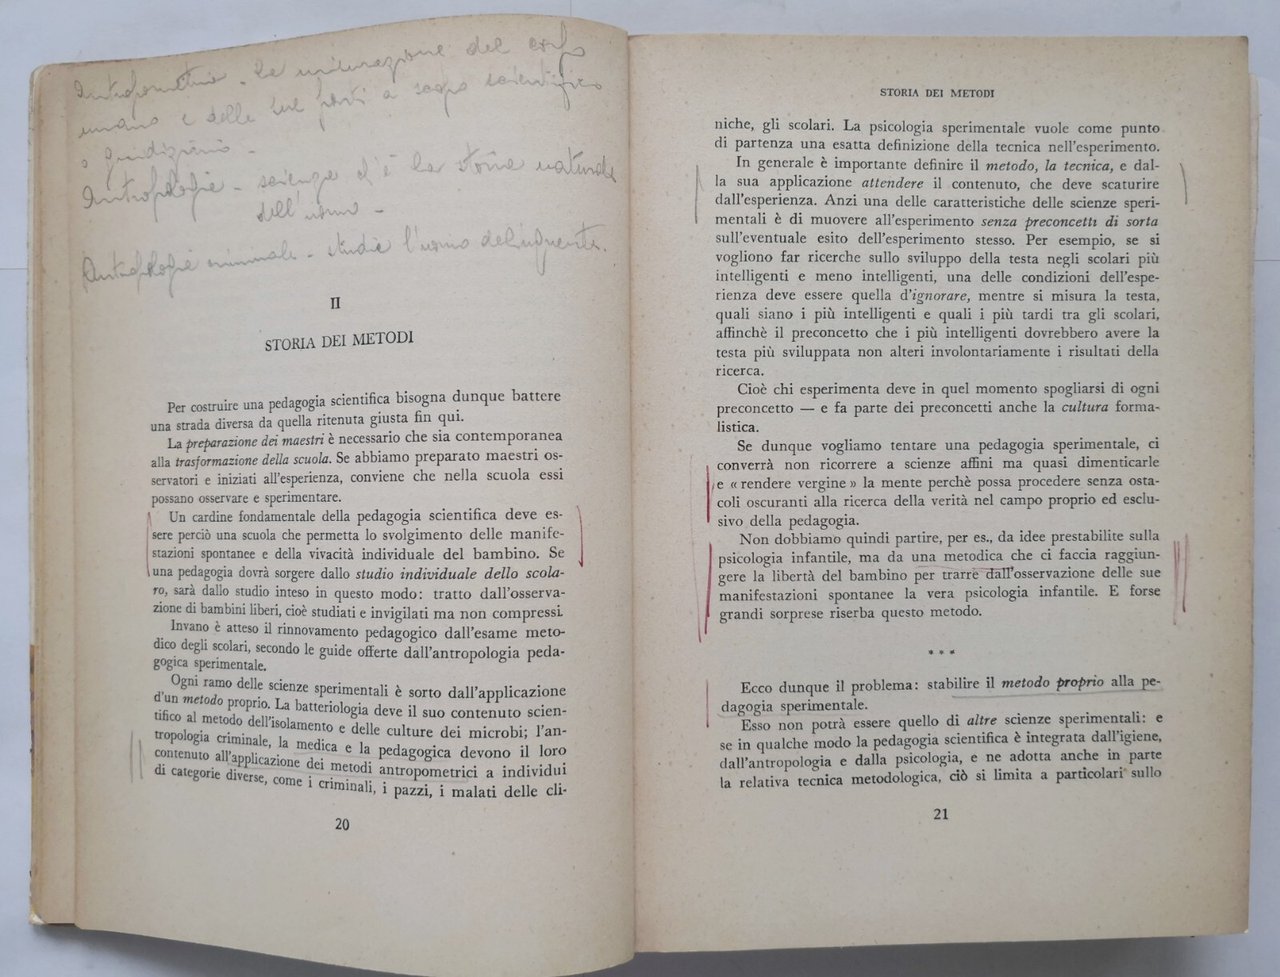 Antropometria - la misurazione del corpo
umano e delle sue parti a scopo scientifico
o giudiziario -
Antropologia - scienza ch'è la storia naturale
dell'uomo -
Antropologia criminale - studia l'uomo delinquente.
II
STORIA DEI METODI
Per costruire una pedagogia scientifica bisogna dunque battere
una strada diversa da quella ritenuta giusta fin qui.
La preparazione dei maestri è necessario che sia contemporanea
alla trasformazione della scuola. Se abbiamo preparato maestri os-
servatori e iniziati all'esperienza, conviene che nella scuola essi
possano osservare e sperimentare.
Un cardine fondamentale della pedagogia scientifica deve es-
sere perciò una scuola che permetta lo svolgimento delle manife-
stazioni spontanee e della vivacità individuale del bambino. Se
una pedagogia dovrà sorgere dallo studio individuale dello scola-
ro, sarà dallo studio inteso in questo modo: tratto dall'osserva-
zione di bambini liberi, cioè studiati e invigilati ma non compressi
Invano è atteso il rinnovamento pedagogico dall'esame meto-
dico degli scolari, secondo le guide offerte dall'antropologia peda-
gogica sperimentale.
Ogni ramo delle scienze sperimentali è sorto dall'applicazione
d'un metodo proprio. La batteriologia deve il suo contenuto scien-
tifico al metodo dell'isolamento e delle culture dei microbi; l'an-
tropologia criminale, la medica e la pedagogica devono il loro
contenuto all'applicazione dei metodi antropometrici a individui
di categorie diverse, come i criminali, i pazzi, i malati delle cli-
20
STORIA DEI METODI
niche, gli scolari. La psicologia sperimentale vuole come punto
di partenza una esatta definizione della tecnica nell'esperimento.
In generale è importante definire il metodo, la tecnica, e dal-
la sua applicazione attendere il contenuto, che deve scaturire
dall'esperienza. Anzi una delle caratteristiche delle scienze speri-
mentali è di muovere all'esperimento senza preconcetti di sorta
sull'eventuale esito dell'esperimento stesso. Per esempio, se si
vogliono far ricerche sullo sviluppo della testa negli scolari più
intelligenti e meno intelligenti, una delle condizioni dell'espe-
rienza deve essere quella d'ignorare, mentre si misura la testa,
quali siano i più intelligenti e quali i più tardi tra gli scolari,
affinchè il preconcetto che i più intelligenti dovrebbero avere la
testa più sviluppata non alteri involontariamente i risultati della
ricerca.
Cioè chi esperimenta deve in quel momento spogliarsi di ogni
preconcetto — e fa parte dei preconcetti anche la cultura forma-
listica.
Se dunque vogliamo tentare una pedagogia sperimentale, ci
converrà non ricorrere a scienze affini ma quasi dimenticarle
e « rendere vergine » la mente perchè possa procedere senza osta-
coli oscuranti alla ricerca della verità nel campo proprio ed esclu-
sivo della pedagogia.
Non dobbiamo quindi partire, per es., da idee prestabilite sulla
psicologia infantile, ma da una metodica che ci faccia raggiun-
gere la libertà del bambino per trarre dall'osservazione delle sue
manifestazioni spontanee la vera psicologia infantile. E forse
grandi sorprese riserba questo metodo.
* * *
Ecco dunque il problema: stabilire il metodo proprio alla pe-
dagogia sperimentale.
Esso non potrà essere quello di altre scienze sperimentali: e
se in qualche modo la pedagogia scientifica è integrata dall'igiene,
dall'antropologia e dalla psicologia, e ne adotta anche in parte
la relativa tecnica metodologica, ciò si limita a particolari sullo
21